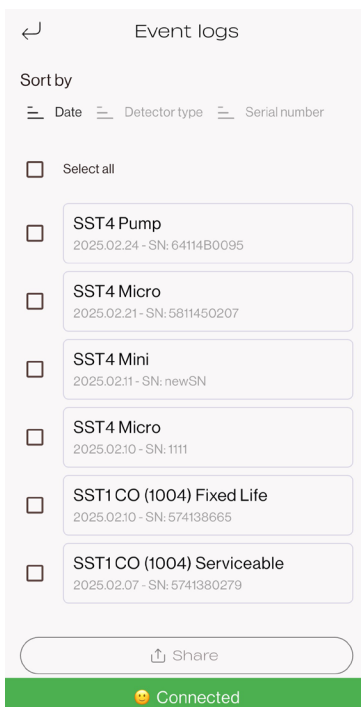 Event logs
Sort by
Date Detector type Serial number
Select all
SST4 Pump
2025.02.24 - SN: 64114B0095
SST4 Micro
2025.02.21 - SN: 5811450207
SST4 Mini
2025.02.11 - SN: newSN
SST4 Micro
2025.02.10 - SN: 1111
SST1 CO (1004) Fixed Life
2025.02.10 - SN: 574138665
SST1 CO (1004) Serviceable
2025.02.07 - SN: 5741380279
Share
Connected